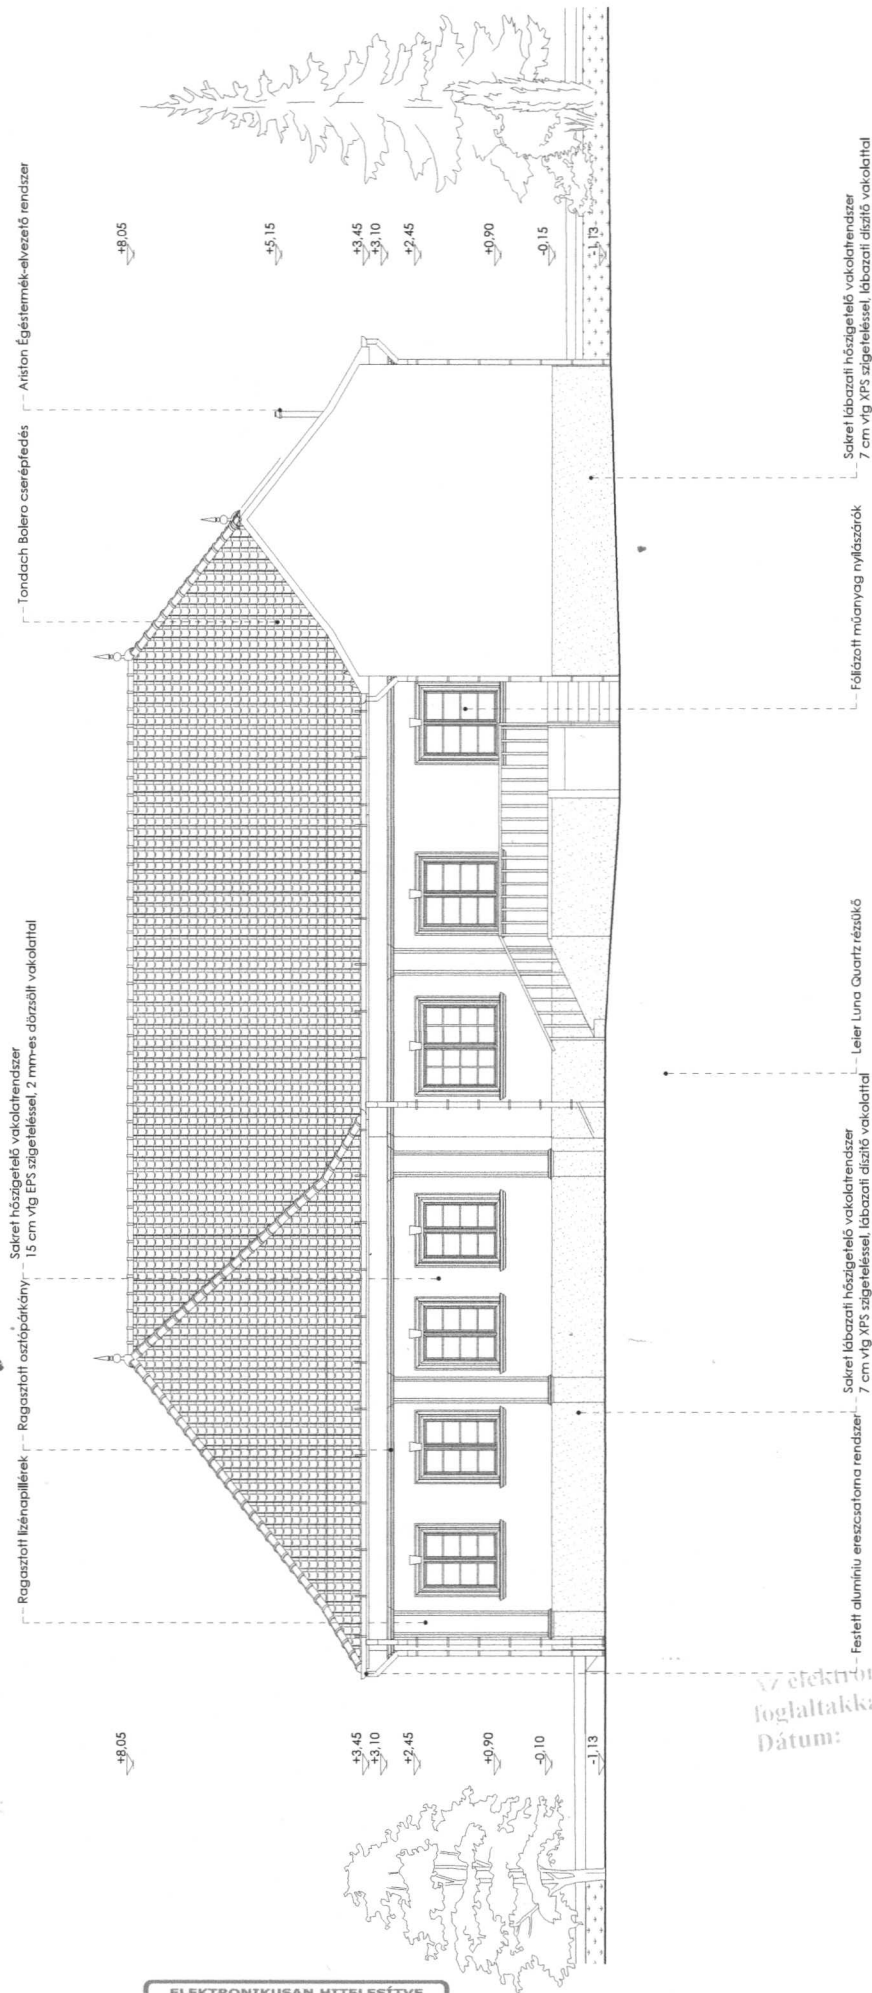 Ragasztott lizénapillérek
Ragasztott osztópárkány
Sakret hőszigetelő vakolatrendszer
15 cm vtg EPS szigeteléssel, 2 mm-es dörzsölt vakolattal
Tondach Bolero cserépfedés
Ariston Égéstermék-elvezető rendszer
+8,05
+3,45
+3,10
+2,45
+0,90
-0,10
-1,13
+8,05
+5,15
+3,45
+3,10
+2,45
+0,90
-0,15
-1,13
Festett alumíniu ereszcsatorna rendszer
Sakret lábazati hőszigetelő vakolatrendszer
7 cm vtg XPS szigeteléssel, lábazati díszítő vakolattal
Leier Luna Quartz rézsűkő
Fóliázott műanyag nyílászárók
Sakret lábazati hőszigetelő vakolatrendszer
7 cm vtg XPS szigeteléssel, lábazati díszítő vakolattal
foglaltakka
Dátum:
ELEKTRONIKUSAN HITELESÍTVE